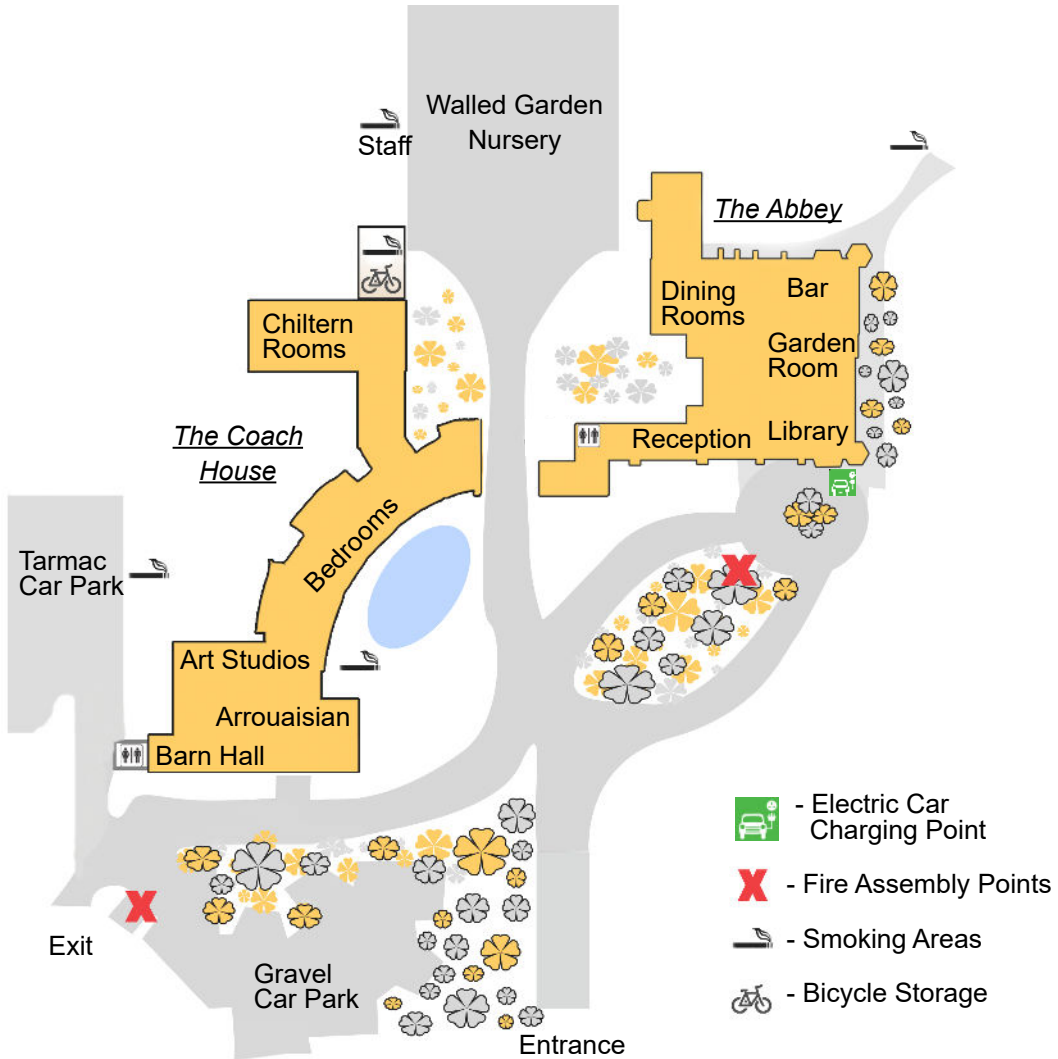 Walled Garden
Nursery
Staff
The Abbey
Dining
Rooms
Bar
Garden
Room
Chiltern
Rooms
Reception
Library
The Coach
House
Bedrooms
Tarmac
Car Park
Art Studios
Arrouaisian
Barn Hall
- Electric Car
Charging Point
X - Fire Assembly Points
- Smoking Areas
- Bicycle Storage
Exit
Gravel
Car Park
Entrance